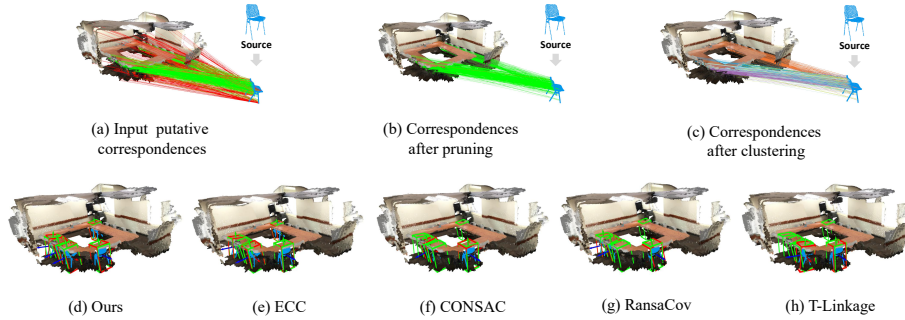 Source
Source
Source
(a) Input putative
correspondences
(b) Correspondences
after pruning
(c) Correspondences
after clustering
(d) Ours
(e) ECC
(f) CONSAC
(g) RansaCov
(h) T-Linkage